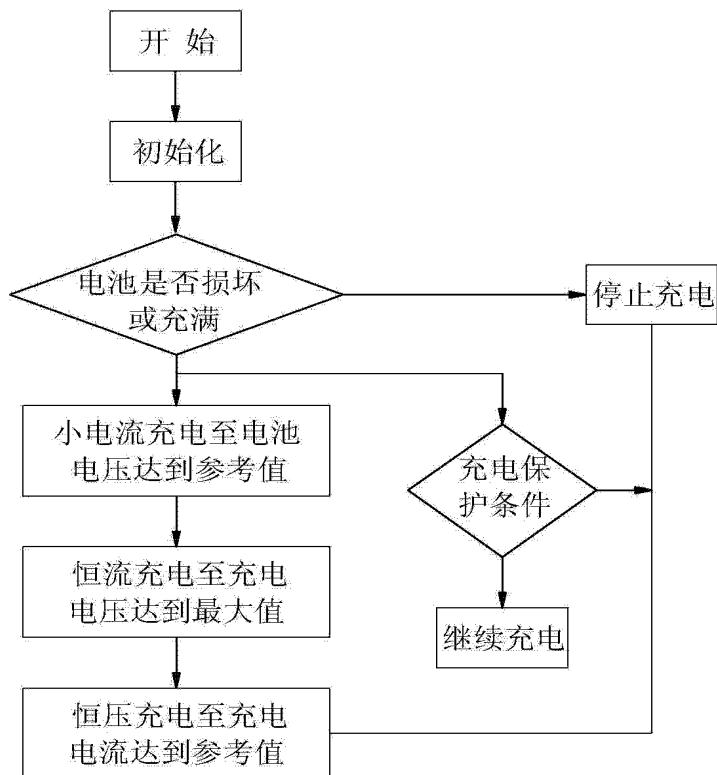 开 始
初始化
电池是否损坏
或充满
停止充电
小电流充电至电池
电压达到参考值
充电保
护条件
恒流充电至充电
电压达到最大值
继续充电
恒压充电至充电
电流达到参考值